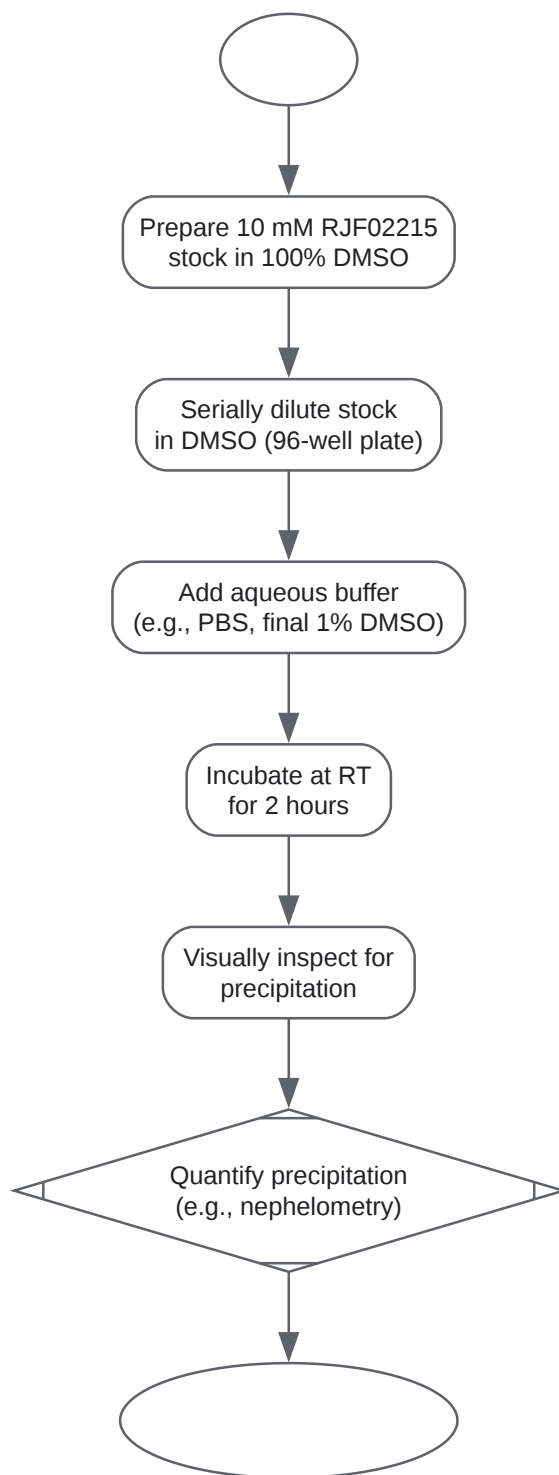 Prepare 10 mM RJF02215
stock in 100% DMSO
Serially dilute stock
in DMSO (96-well plate)
Add aqueous buffer
(e.g., PBS, final 1% DMSO)
Incubate at RT
for 2 hours
Visually inspect for
precipitation
Quantify precipitation
(e.g., nephelometry)